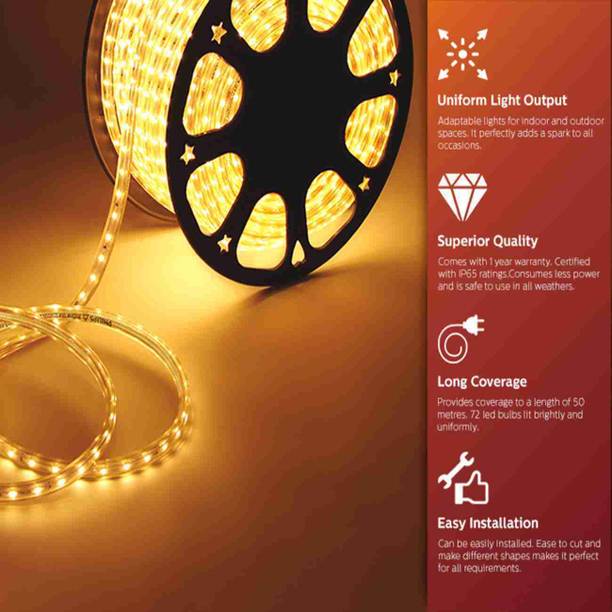 Uniform Light Output
Adaptable lights for indoor and outdoor
spaces. It perfectly adds a spark to all
occasions.
Superior Quality
Comes with 1 year warranty. Certified
with IP65 ratings.Consumes less power
and is safe to use in all weathers.
Long Coverage
Provides coverage to a length of 50
metres. 72 led bulbs lit brightly and
uniformly.
Easy Installation
Can be easily installed. Ease to cut and
make different shapes makes it perfect
for all requirements.
PHILIPS